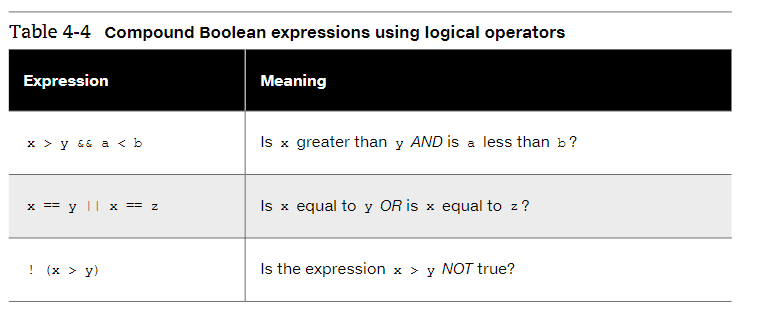 Table 4-4 Compound Boolean expressions using logical operators
Expression Meaning
x > y && a < b Is x greater than y AND is a less than b?
x == y || x == z Is x equal to y OR is x equal to z?
! (x > y) Is the expression x > y NOT true?